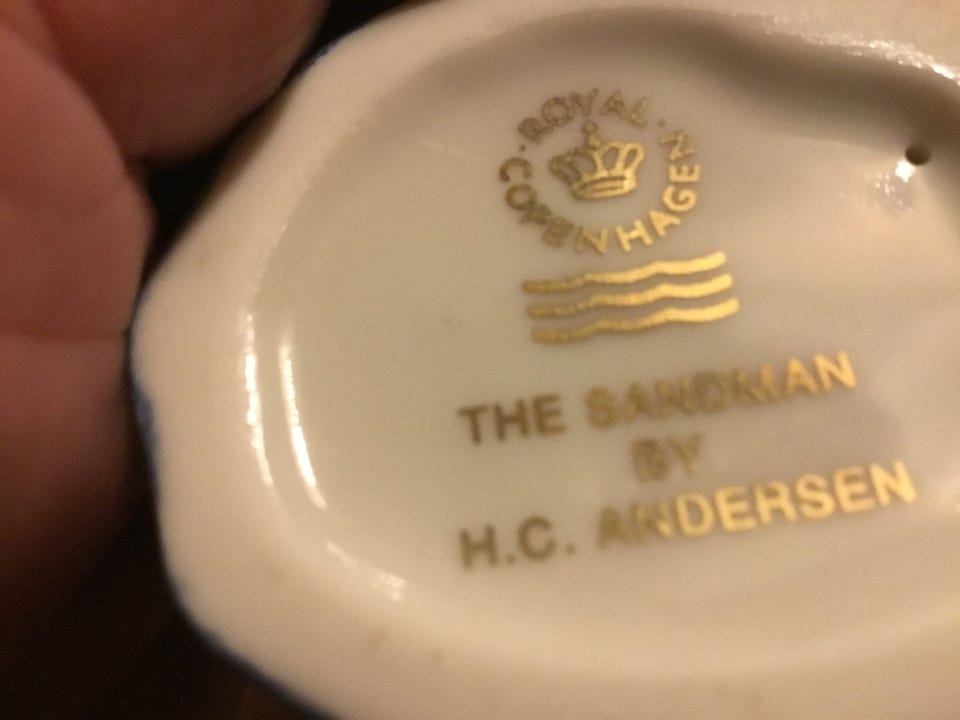 ROYAL
COPENHAGEN
THE SANDMAN
BY
H.C. ANDERSEN